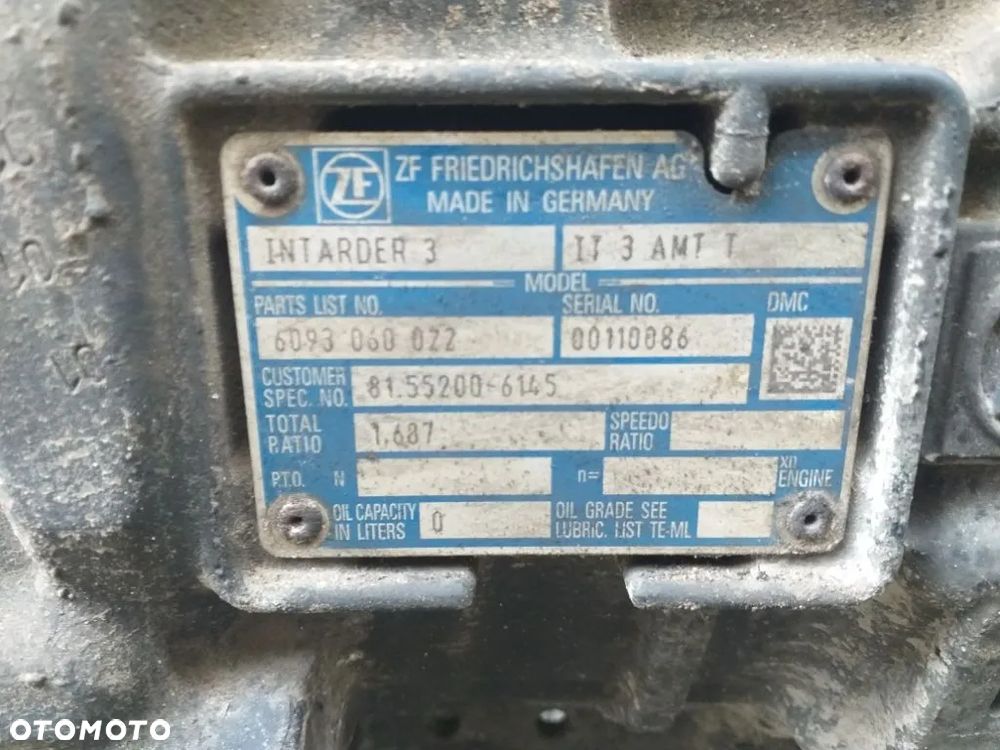 ZF
ZF FRIEDRICHSHAFEN AG
MADE IN GERMANY
INTARDER 3 IT 3 AMT T
MODEL
PARTS LIST NO. SERIAL NO. DMC
6093 060 022 00110886
CUSTOMER SPEC. NO. 81.55200-6145
TOTAL RATIO 1.687 SPEEDO RATIO
P.T.O. N n= XN ENGINE
OIL CAPACITY IN LITERS 0 OIL GRADE SEE LUBRIC. LIST TE-ML
OTOMOTO